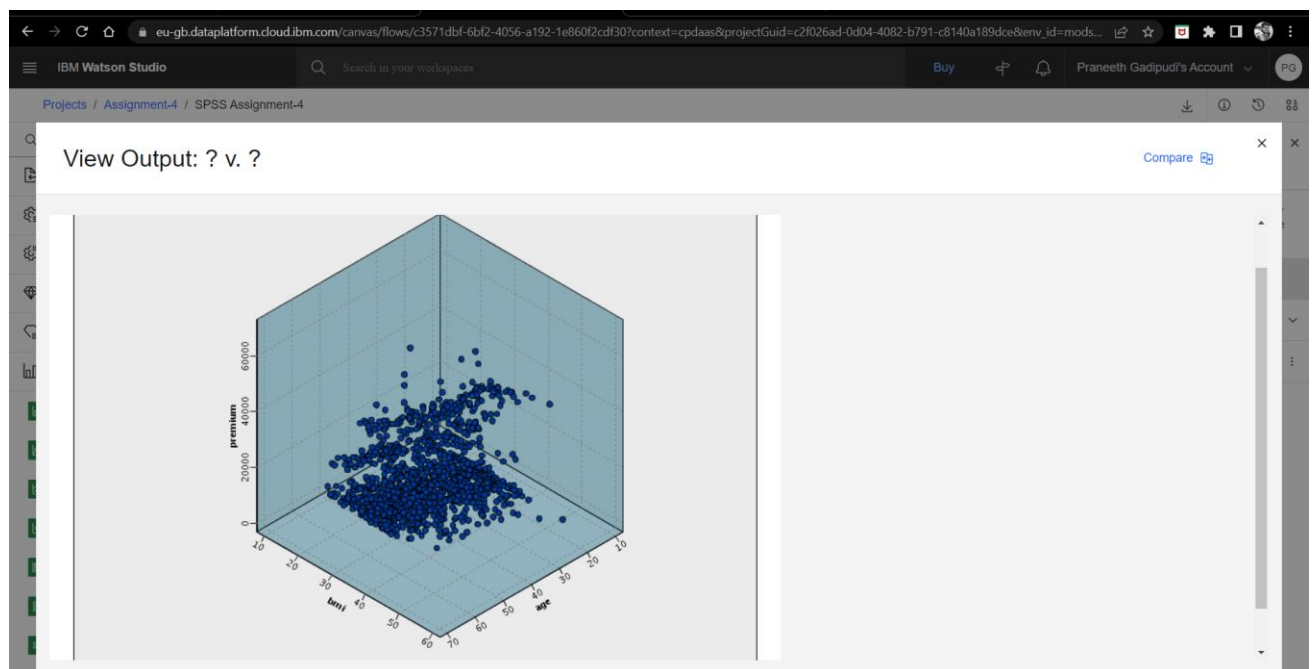 eu-gb.dataplatform.cloud.ibm.com/canvas/flows/c3571dbf-6bf2-4056-a192-1e860f2cdf30?context=cpdaas&projectGuid=c2f026ad-0d04-4082-b791-c8140a189dce&env_id=mods...
IBM Watson Studio Search in your workspaces Buy Praneeth Gadipudi's Account PG
Projects / Assignment-4 / SPSS Assignment-4
View Output: ? v. ?
Compare
60000
40000
20000
0
premium
10
20
30
40
50
60
bmi
70
60
50
40
30
20
10
age